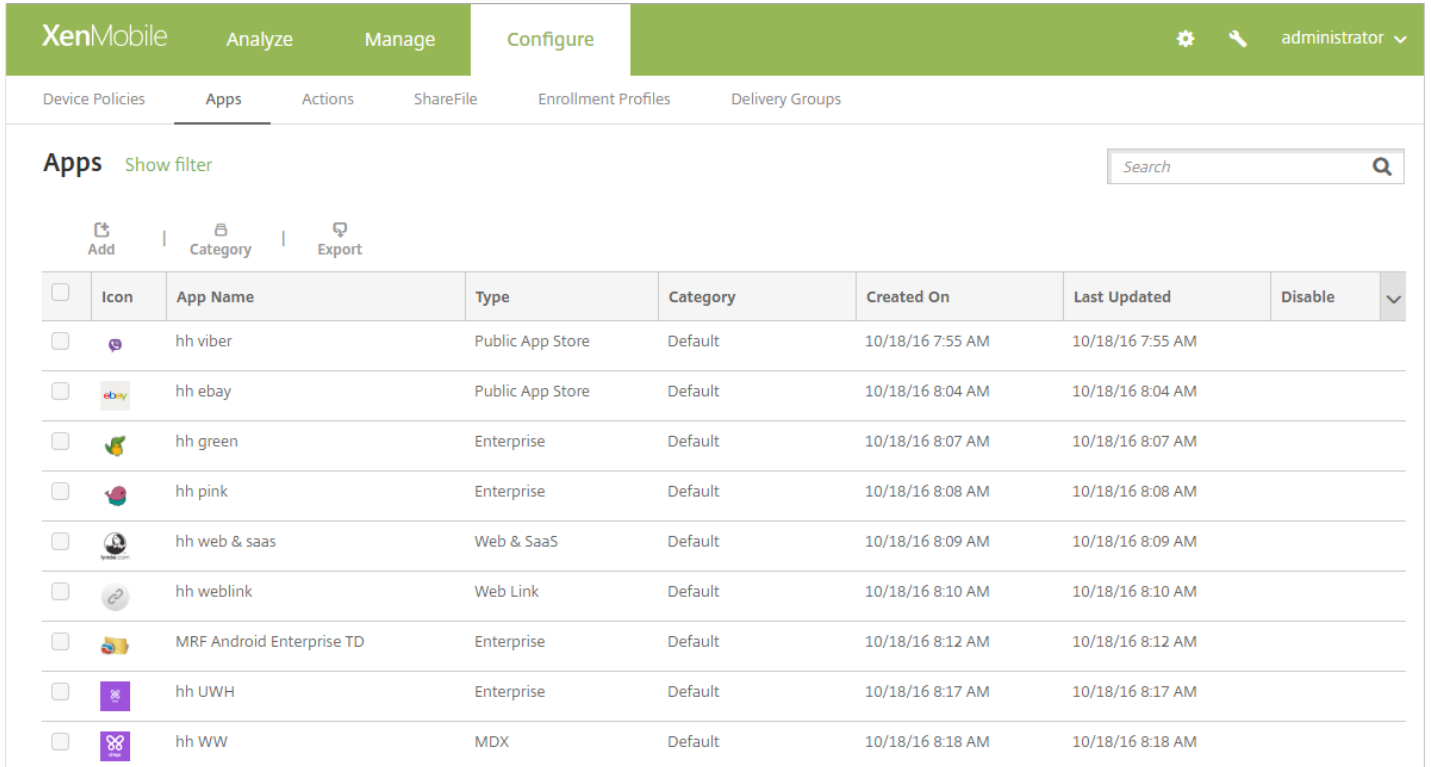 XenMobile Analyze Manage Configure administrator
Device Policies Apps Actions ShareFile Enrollment Profiles Delivery Groups
Apps Show filter Search
Add | Category | Export
Icon App Name Type Category Created On Last Updated Disable
hh viber Public App Store Default 10/18/16 7:55 AM 10/18/16 7:55 AM
ebay hh ebay Public App Store Default 10/18/16 8:04 AM 10/18/16 8:04 AM
hh green Enterprise Default 10/18/16 8:07 AM 10/18/16 8:07 AM
hh pink Enterprise Default 10/18/16 8:08 AM 10/18/16 8:08 AM
lynda.com hh web & saas Web & SaaS Default 10/18/16 8:09 AM 10/18/16 8:09 AM
hh weblink Web Link Default 10/18/16 8:10 AM 10/18/16 8:10 AM
MRF Android Enterprise TD Enterprise Default 10/18/16 8:12 AM 10/18/16 8:12 AM
hh UWH Enterprise Default 10/18/16 8:17 AM 10/18/16 8:17 AM
hh WW MDX Default 10/18/16 8:18 AM 10/18/16 8:18 AM